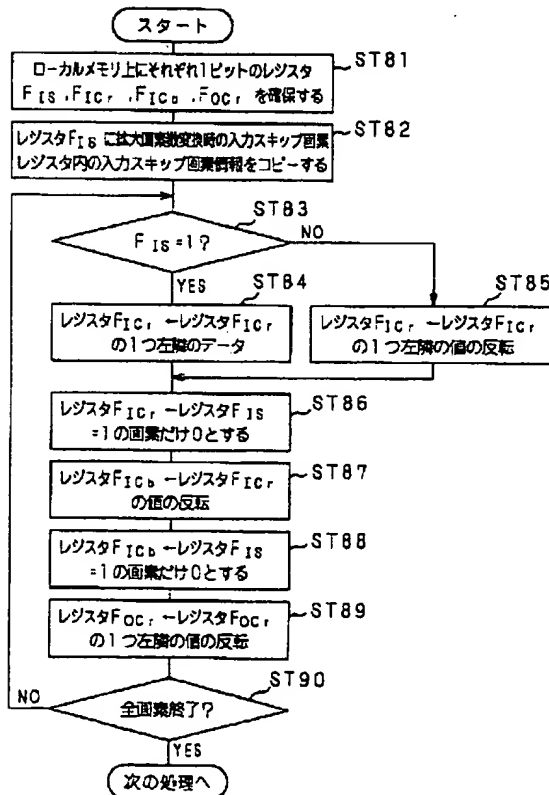 スタート
ST81
ローカルメモリ上にそれぞれ1ビットのレジスタ
FIS ,FICr ,FICb ,FOCr を確保する
ST82
レジスタFIS に拡大画素数変換時の入力スキップ画素
レジスタ内の入力スキップ画素情報をコピーする
ST83
FIS =1?
NO
YES
ST84
レジスタFICr ←レジスタFICr
の1つ左隣のデータ
ST85
レジスタFICr ←レジスタFICr
の1つ左隣の値の反転
ST86
レジスタFICr ←レジスタFIS
=1の画素だけ0とする
ST87
レジスタFICb ←レジスタFICr
の値の反転
ST88
レジスタFICb ←レジスタFIS
=1の画素だけ0とする
ST89
レジスタFOCr ←レジスタFOCr
の1つ左隣の値の反転
ST90
NO
全画素終了?
YES
次の処理へ